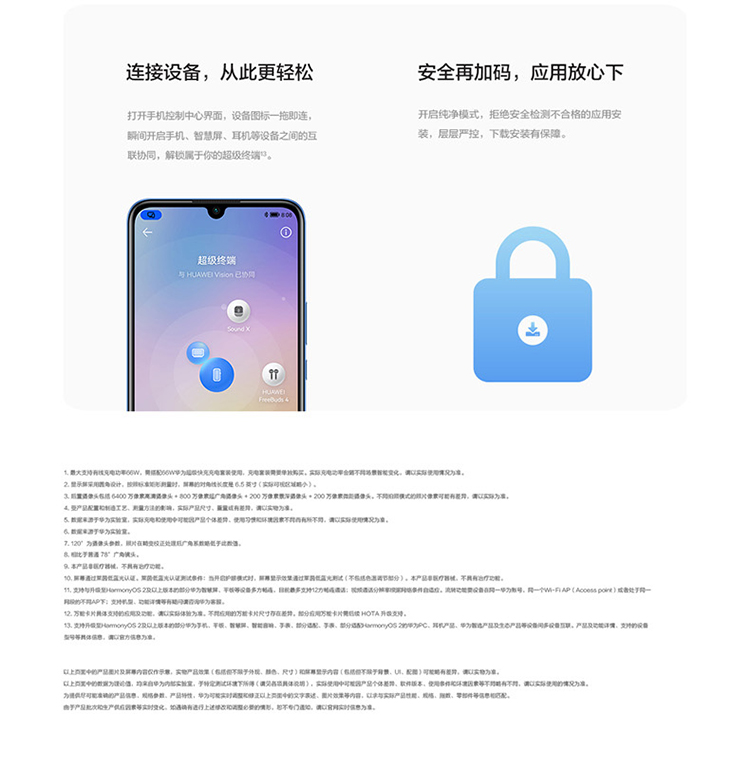 连接设备，从此更轻松
打开手机控制中心界面，设备图标一拖即连，
瞬间开启手机、智慧屏、耳机等设备之间的互
联协同，解锁属于你的超级终端¹³。
安全再加码，应用放心下
开启纯净模式，拒绝安全检测不合格的应用安
装，层层严控，下载安装有保障。
8:08
超级终端
与 HUAWEI Vision 已协同
Sound X
HUAWEI
FreeBuds 4
1. 最大支持有线充电功率66W，需搭配66W华为超级快充充电套装使用，充电套装需要单独购买。实际充电功率会随不同场景智能变化，请以实际使用情况为准。
2. 显示屏采用圆角设计，按照标准矩形测量时，屏幕的对角线长度是 6.5 英寸（实际可视区域略小）。
3. 后置摄像头包括 6400 万像素高清摄像头 + 800 万像素超广角摄像头 + 200 万像素景深摄像头 + 200 万像素微距摄像头。不同拍照模式的照片像素可能有差异，请以实际为准。
4. 受产品配置和制造工艺、测量方法的影响，实际产品尺寸、重量或有差异，请以实物为准。
5. 数据来源于华为实验室，实际充电和使用中可能因产品个体差异、使用习惯和环境因素不同而有所不同，请以实际使用情况为准。
6. 数据来源于华为实验室。
7. 120° 为摄像头参数，照片在畸变校正处理后广角系数略低于此数值。
8. 相比于普通 78° 广角镜头。
9. 本产品非医疗器械，不具有治疗功能。
10. 屏幕通过莱茵低蓝光认证，莱茵低蓝光认证测试条件：当开启护眼模式时，屏幕显示效果通过莱茵低蓝光测试（不包括色温调节部分）。本产品非医疗器械，不具有治疗功能。
11. 支持与升级至HarmonyOS 2及以上版本的部分华为智慧屏、平板等设备多方畅连，目前最多支持12方畅连通话；视频通话分辨率根据网络条件自适应。流转功能要设备在同一华为账号，同一个Wi-Fi AP（Access point）或者处于同一
网段的不同AP下；支持机型、功能详情等有疑问请咨询华为客服。
12. 万能卡片具体支持的应用及功能，请以实际体验为准。不同应用的万能卡片尺寸存在差异，部分应用万能卡片需后续 HOTA 升级支持。
13. 支持升级至HarmonyOS 2及以上版本的部分华为手机、平板、智慧屏、智能音箱、手表、部分适配HarmonyOS 2的华为PC、耳机产品、华为智选产品及生态产品等设备间多设备互联。产品及功能详情、支持的设备
型号等具体信息，请以官方信息为准。
以上页面中的产品图片及屏幕内容仅作示意，实物产品效果（包括但不限于外观、颜色、尺寸）和屏幕显示内容（包括但不限于背景、UI、配图）可能略有差异，请以实物为准。
以上页面中的数据为理论值，均来自华为内部实验室，于特定测试环境下所得（请见各项具体说明），实际使用中可能因产品个体差异、软件版本、使用条件和环境因素等不同略有不同，请以实际使用的情况为准。
为提供尽可能准确的产品信息、规格参数、产品特性，华为可能实时调整和修正以上页面中的文字表述、图片效果等内容，以求与实际产品性能、规格、指数、零部件等信息相匹配。
由于产品批次和生产供应因素等实时变化，如遇确有进行上述修改和调整必要的情形，恕不专门通知，请以官网实时信息为准。